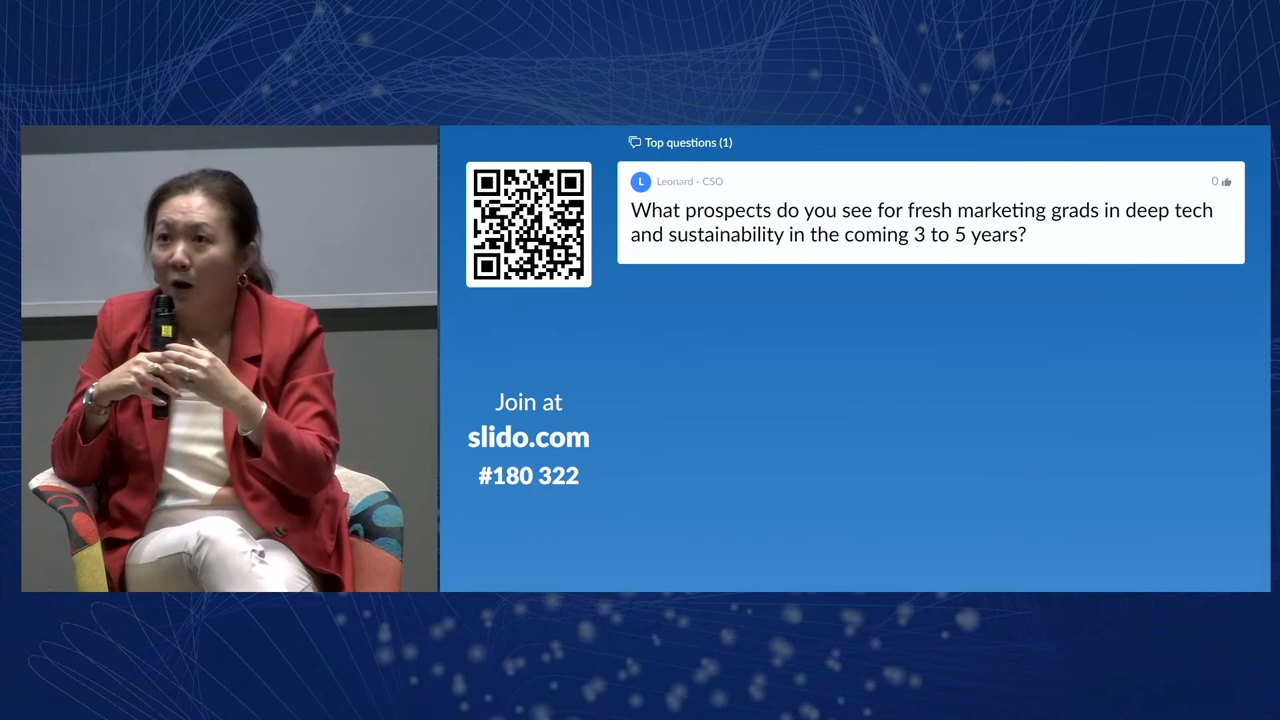 Top questions (1)
L
Leonard - CSO
0
What prospects do you see for fresh marketing grads in deep tech
and sustainability in the coming 3 to 5 years?
Join at
slido.com
#180 322